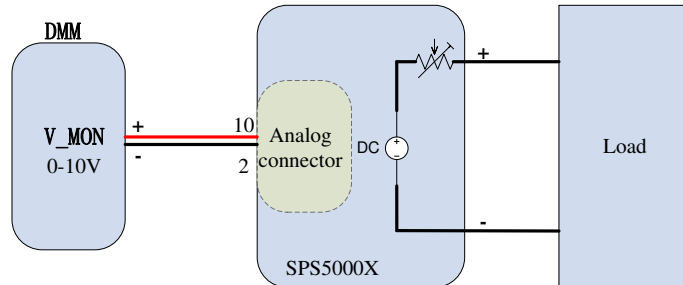 DMM
V_MON
0-10V
+
-
10
2
Analog
connector
DC
+
-
+
-
SPS5000X
Load